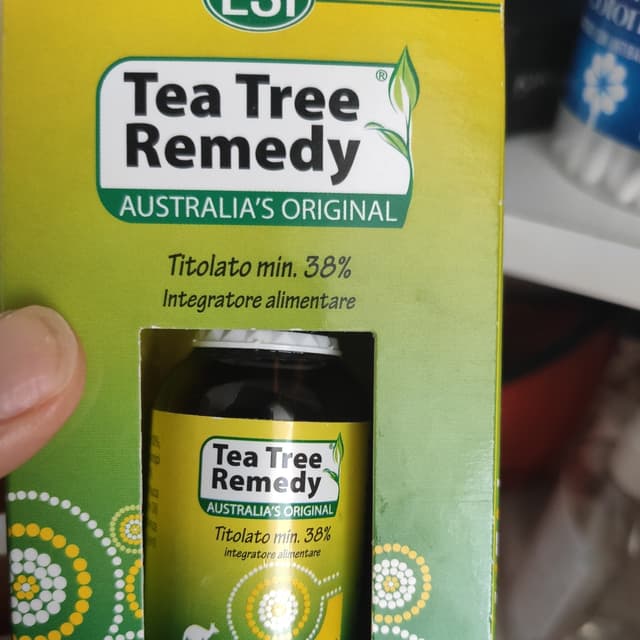 ESI
Tea Tree
Remedy
®
AUSTRALIA'S ORIGINAL
Titolato min. 38%
Integratore alimentare
Tea Tree
Remedy
AUSTRALIA'S ORIGINAL
Titolato min. 38%
integratore alimentare